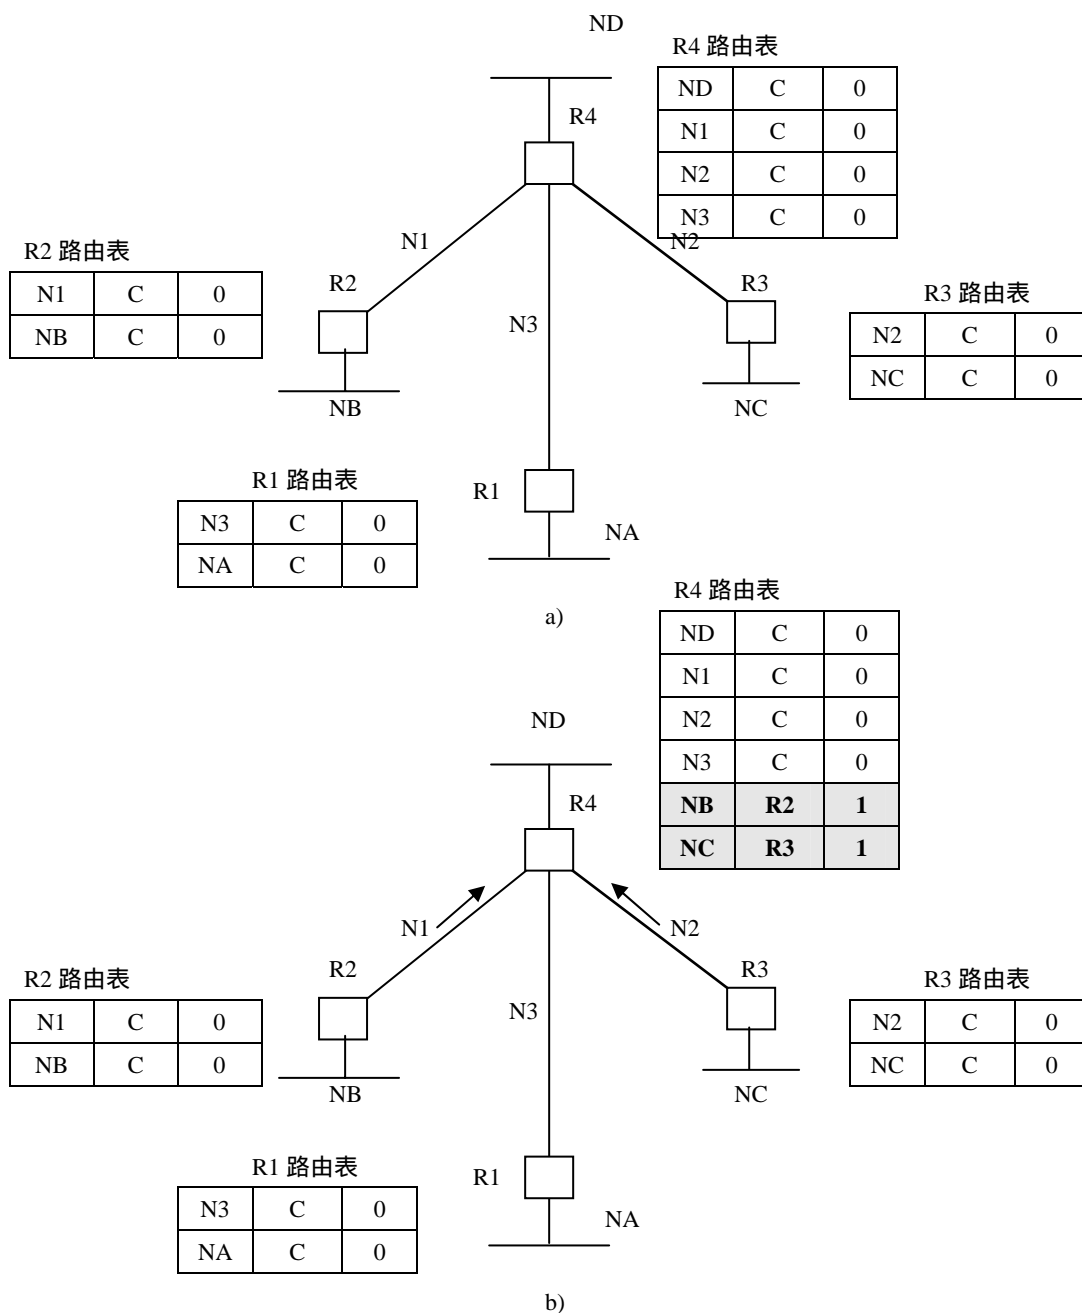 ND
R4 路由表
ND C 0
N1 C 0
N2 C 0
N3 C 0
R4
N1
N2
R2 路由表
N1 C 0
NB C 0
R2
R3
R3 路由表
N2 C 0
NC C 0
N3
NB
NC
R1 路由表
N3 C 0
NA C 0
R1
NA
a)
R4 路由表
ND C 0
N1 C 0
N2 C 0
N3 C 0
NB R2 1
NC R3 1
ND
R4
N1
N2
R2 路由表
N1 C 0
NB C 0
R2
R3
R3 路由表
N2 C 0
NC C 0
N3
NB
NC
R1 路由表
N3 C 0
NA C 0
R1
NA
b)